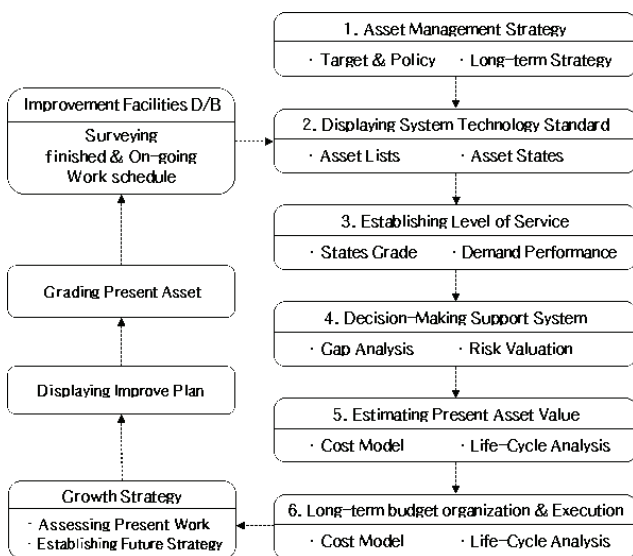 1. Asset Management Strategy
· Target & Policy · Long-term Strategy
Improvement Facilities D/B
Surveying
finished & On-going
Work schedule
2. Displaying System Technology Standard
· Asset Lists · Asset States
3. Establishing Level of Service
· States Grade · Demand Performance
Grading Present Asset
4. Decision-Making Support System
· Gap Analysis · Risk Valuation
Displaying Improve Plan
5. Estimating Present Asset Value
· Cost Model · Life-Cycle Analysis
Growth Strategy
· Assessing Present Work
· Establishing Future Strategy
6. Long-term budget organization & Execution
· Cost Model · Life-Cycle Analysis